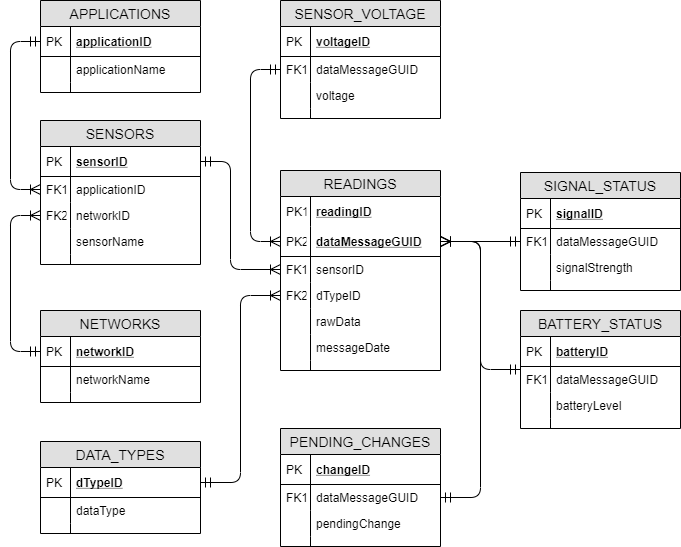 APPLICATIONS
PK applicationID
applicationName
SENSORS
PK sensorID
FK1 applicationID
FK2 networkID
sensorName
NETWORKS
PK networkID
networkName
DATA_TYPES
PK dTypeID
dataType
SENSOR_VOLTAGE
PK voltageID
FK1 dataMessageGUID
voltage
READINGS
PK1 readingID
PK2 dataMessageGUID
FK1 sensorID
FK2 dTypeID
rawData
messageDate
PENDING_CHANGES
PK changeID
FK1 dataMessageGUID
pendingChange
SIGNAL_STATUS
PK signalID
FK1 dataMessageGUID
signalStrength
BATTERY_STATUS
PK batteryID
FK1 dataMessageGUID
batteryLevel